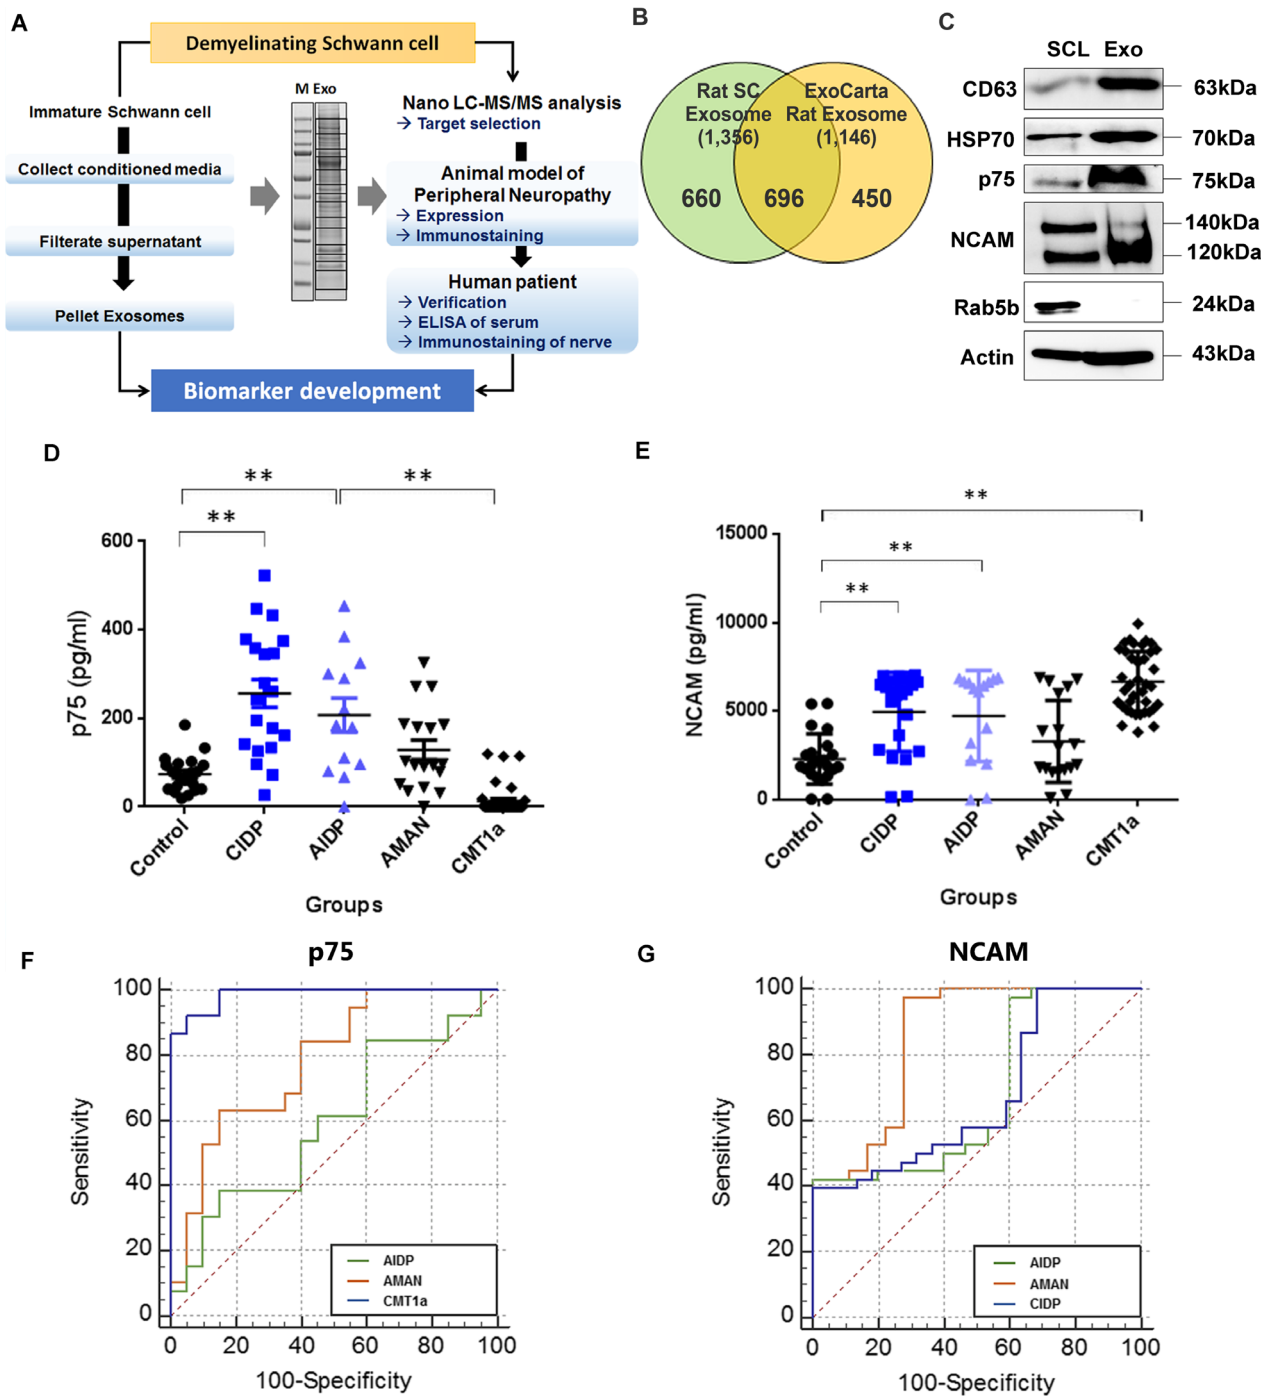 A
Demyelinating Schwann cell
Immature Schwann cell
Collect conditioned media
Filterate supernatant
Pellet Exosomes
M Exo
Nano LC-MS/MS analysis
→ Target selection
Animal model of
Peripheral Neuropathy
→ Expression
→ Immunostaining
Human patient
→ Verification
→ ELISA of serum
→ Immunostaining of nerve
Biomarker development
B
Rat SC
Exosome
(1,356)
ExoCarta
Rat Exosome
(1,146)
660
696
450
C
SCL Exo
CD63
63kDa
HSP70
70kDa
p75
75kDa
NCAM
140kDa
120kDa
Rab5b
24kDa
Actin
43kDa
D
**
**
**
p75 (pg/ml)
600
400
200
0
Control
CIDP
AIDP
AMAN
CMT1a
Groups
E
**
**
**
NCAM (pg/ml)
15000
10000
5000
0
Control
CIDP
AIDP
AMAN
CMT1a
Groups
F
p75
Sensitivity
100
80
60
40
20
0
AIDP
AMAN
CMT1a
0 20 40 60 80 100
100-Specificity
G
NCAM
Sensitivity
100
80
60
40
20
0
AIDP
AMAN
CIDP
0 20 40 60 80 100
100-Specificity